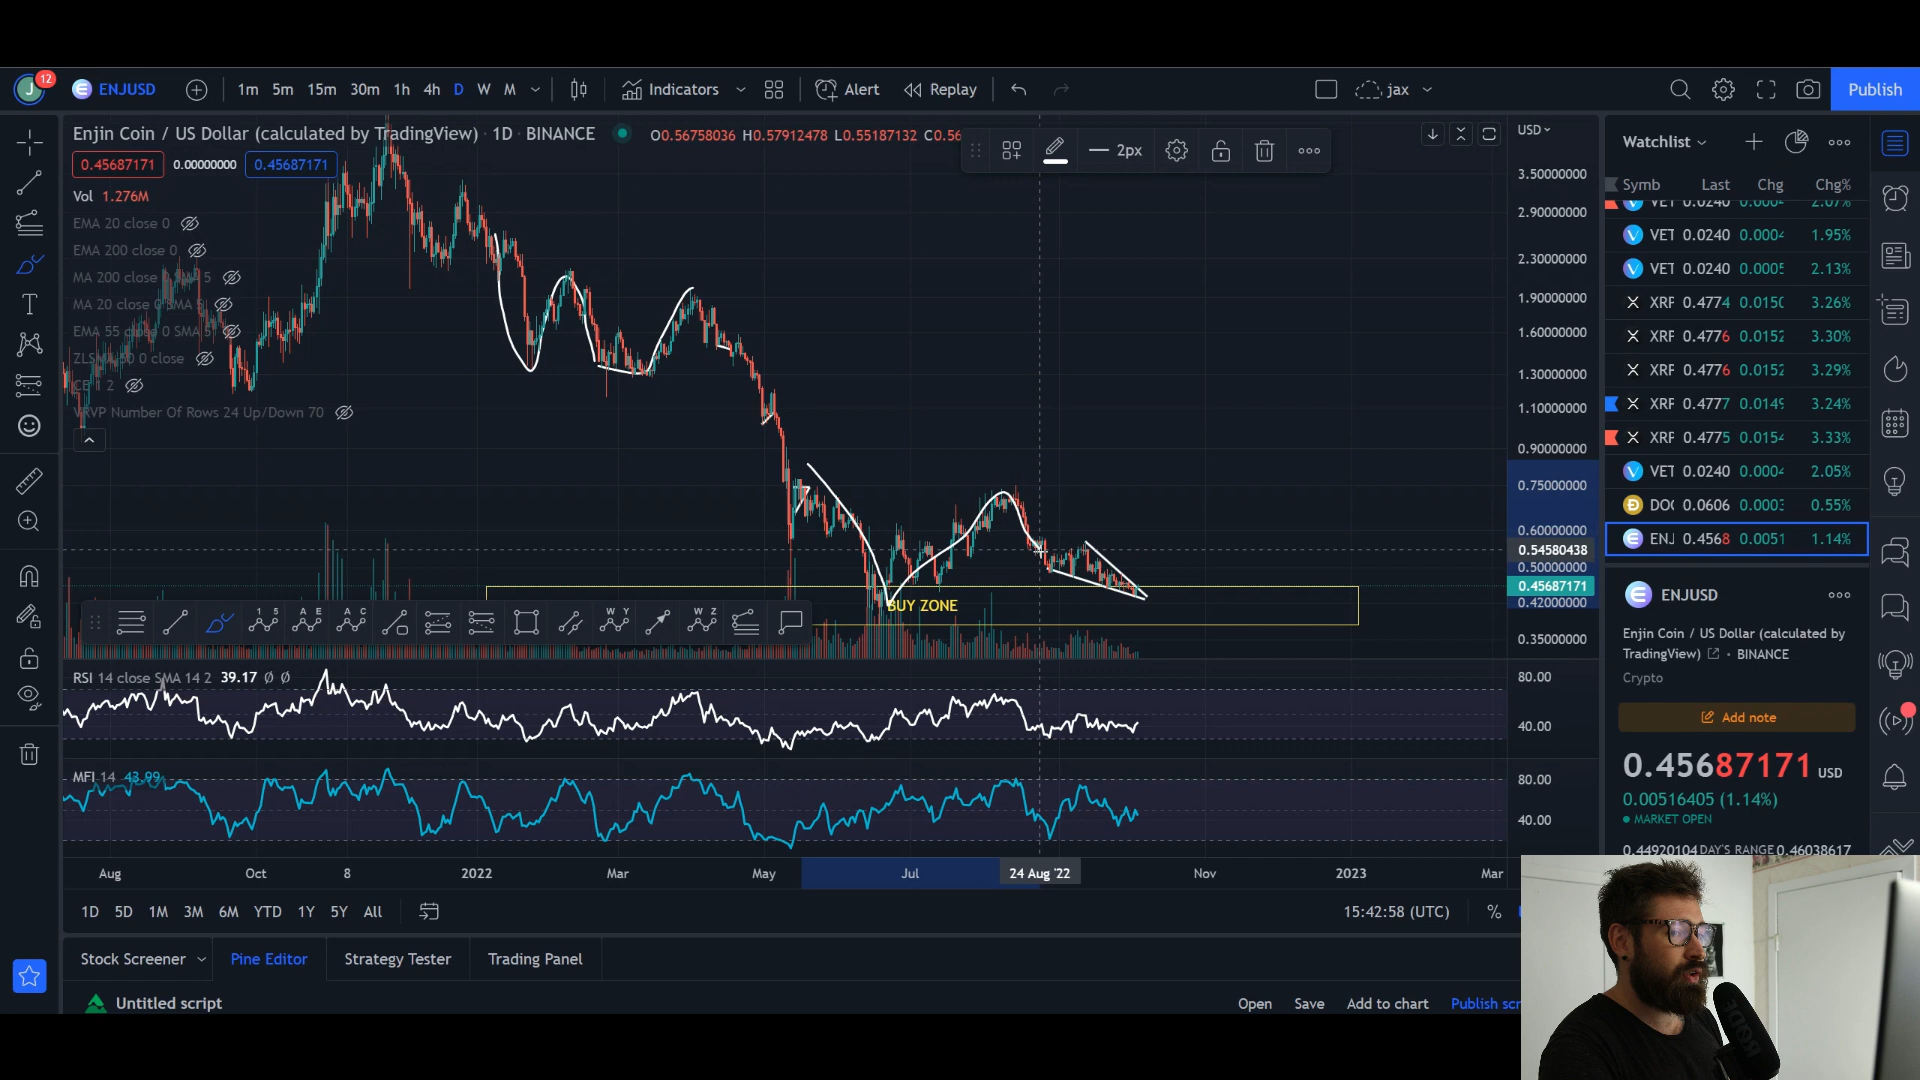 J 12 ENJUSD 1m 5m 15m 30m 1h 4h D W M Indicators Alert Replay jax Publish
Enjin Coin / US Dollar (calculated by TradingView) · 1D · BINANCE O0.56758036 H0.57912478 L0.55187132 C0.56
2px
USD
0.45687171 0.00000000 0.45687171
Vol 1.276M
EMA 20 close 0
EMA 200 close 0
MA 200 close 0 SMA 5
MA 20 close 0 SMA 5
EMA 55 close 0 SMA 5
ZLSMA 50 0 close
CE 1 2
VRVP Number Of Rows 24 Up/Down 70
3.50000000
2.90000000
2.30000000
1.90000000
1.60000000
1.30000000
1.10000000
0.90000000
0.75000000
0.60000000
0.54580438
0.50000000
0.45687171
0.42000000
0.35000000
BUY ZONE
1 5 A E A C W Y W Z
RSI 14 close SMA 14 2 39.17 Ø Ø
80.00
40.00
MFI 14 43.99
80.00
40.00
Aug Oct 8 2022 Mar May Jul 24 Aug '22 Nov 2023 Mar
1D 5D 1M 3M 6M YTD 1Y 5Y All 15:42:58 (UTC) %
Stock Screener Pine Editor Strategy Tester Trading Panel
Untitled script Open Save Add to chart Publish scr
Watchlist
Symb Last Chg Chg%
VET 0.0240 0.0004 2.07%
VET 0.0240 0.0004 1.95%
VET 0.0240 0.0005 2.13%
XRF 0.4774 0.0150 3.26%
XRF 0.4776 0.0152 3.30%
XRF 0.4776 0.0152 3.29%
XRF 0.4777 0.0149 3.24%
XRF 0.4775 0.0154 3.33%
VET 0.0240 0.0004 2.05%
DOG 0.0606 0.0003 0.55%
ENJ 0.4568 0.0051 1.14%
ENJUSD
Enjin Coin / US Dollar (calculated by
TradingView) • BINANCE
Crypto
Add note
0.45687171 USD
0.00516405 (1.14%)
MARKET OPEN
0.44920104 DAY'S RANGE 0.46038617
RØDE